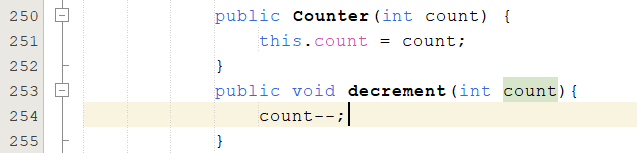 250 public Counter(int count) {
251 this.count = count;
252 }
253 public void decrement(int count){
254 count--;
255 }